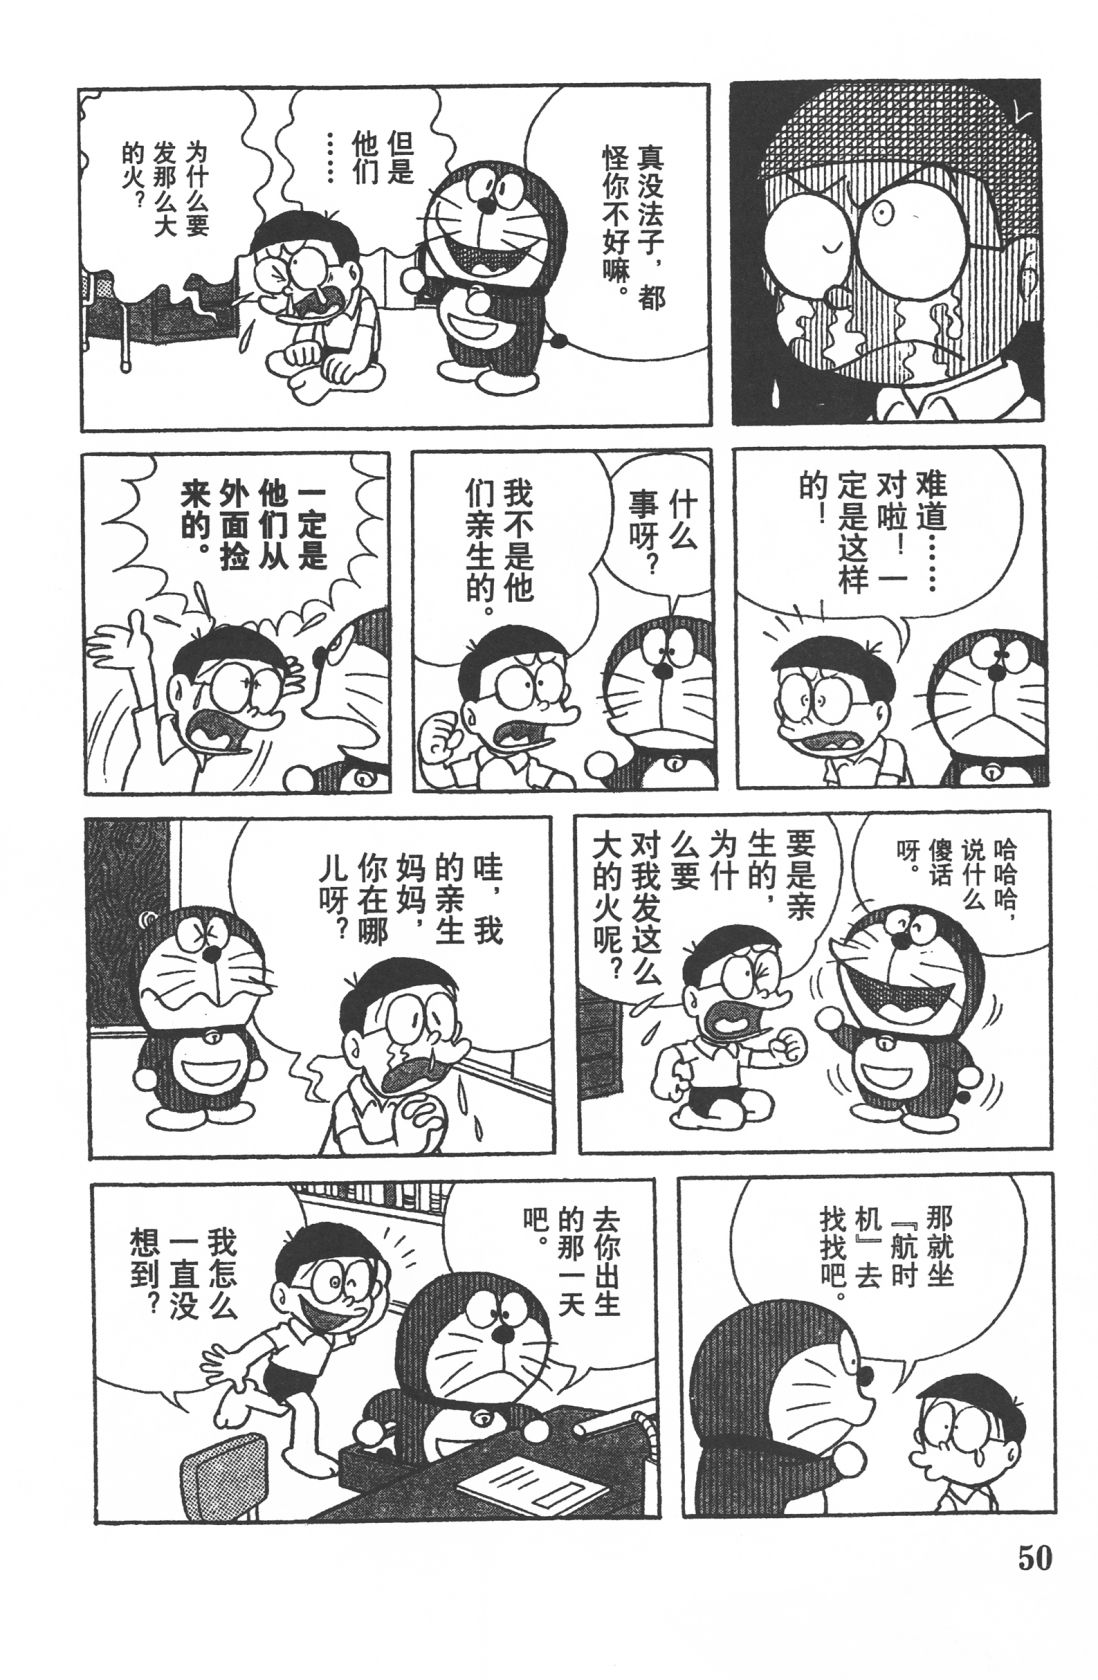 真没法子，都
怪你不好嘛。
但是
他们
……
为什么要
发那么大
的火？
难道……
对啦！一
定是这样
的！
什么
事呀？
我不是他
们亲生的。
一定是
他们从
外面捡
来的。
哈哈哈，
说什么
傻话
呀。
要是亲
生的，
为什
么要
对我发这么
大的火呢？
哇，我
的亲生
妈妈，
你在哪
儿呀？
那就坐
『航时
机』去
找找吧。
去你出生
的那一天
吧。
我怎么
一直没
想到？
50